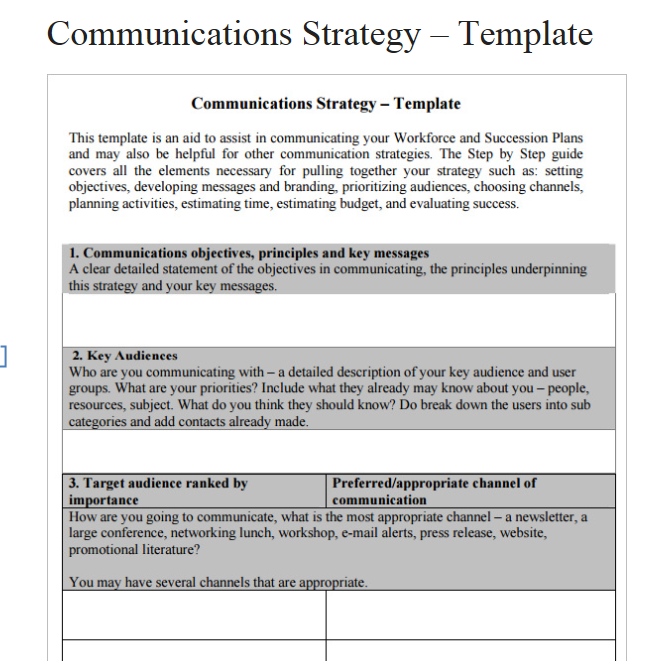 Communications Strategy – Template
Communications Strategy – Template
This template is an aid to assist in communicating your Workforce and Succession Plans
and may also be helpful for other communication strategies. The Step by Step guide
covers all the elements necessary for pulling together your strategy such as: setting
objectives, developing messages and branding, prioritizing audiences, choosing channels,
planning activities, estimating time, estimating budget, and evaluating success.
1. Communications objectives, principles and key messages
A clear detailed statement of the objectives in communicating, the principles underpinning
this strategy and your key messages.
]
2. Key Audiences
Who are you communicating with – a detailed description of your key audience and user
groups. What are your priorities? Include what they already may know about you – people,
resources, subject. What do you think they should know? Do break down the users into sub
categories and add contacts already made.
3. Target audience ranked by
importance
Preferred/appropriate channel of
communication
How are you going to communicate, what is the most appropriate channel – a newsletter, a
large conference, networking lunch, workshop, e-mail alerts, press release, website,
promotional literature?
You may have several channels that are appropriate.